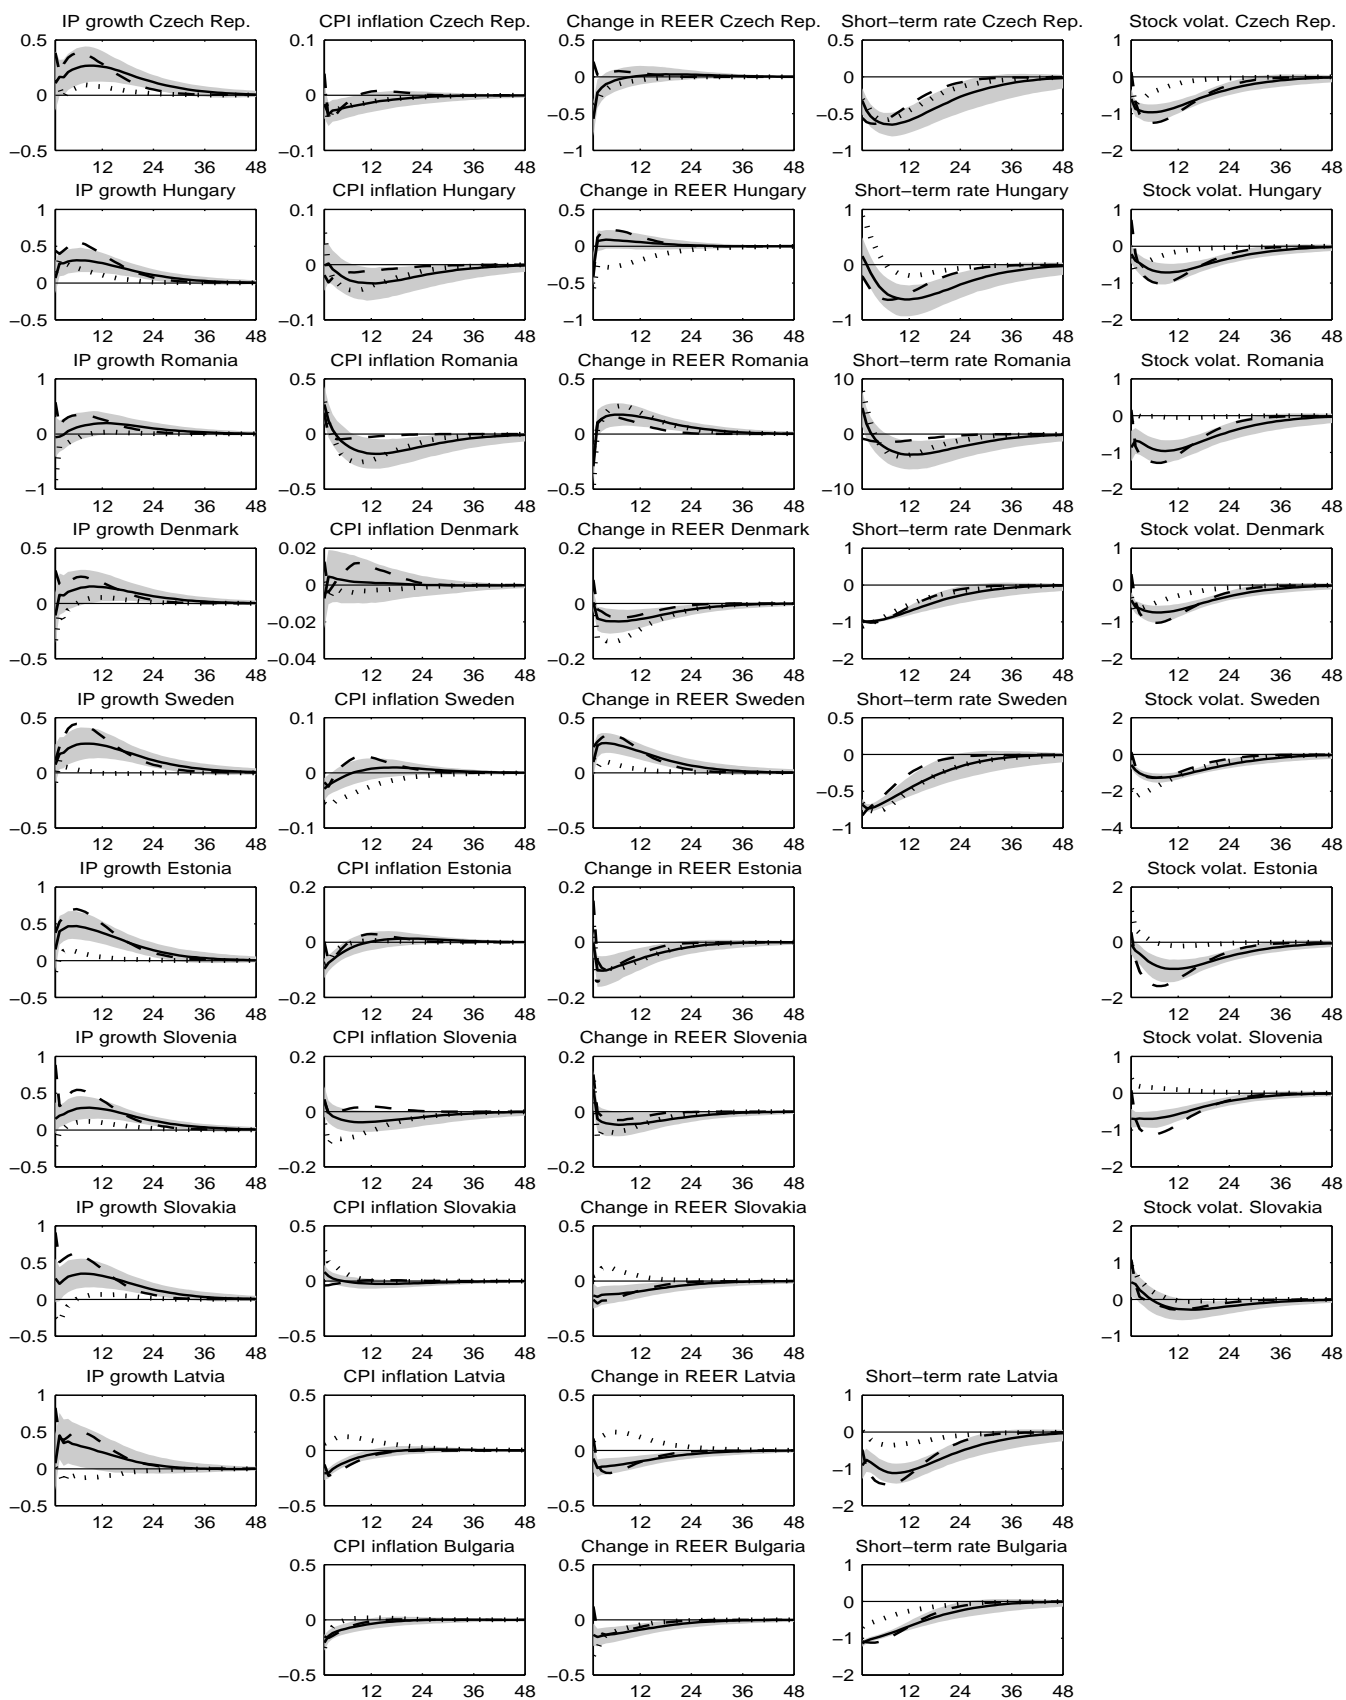 IP growth Czech Rep.
0.5
0
−0.5
12 24 36 48
CPI inflation Czech Rep.
0.1
0
−0.1
12 24 36 48
Change in REER Czech Rep.
0.5
0
−0.5
−1
12 24 36 48
Short−term rate Czech Rep.
0.5
0
−0.5
−1
12 24 36 48
Stock volat. Czech Rep.
1
0
−1
−2
12 24 36 48
IP growth Hungary
1
0.5
0
−0.5
12 24 36 48
CPI inflation Hungary
0.1
0
−0.1
12 24 36 48
Change in REER Hungary
0.5
0
−0.5
−1
12 24 36 48
Short−term rate Hungary
1
0
−1
12 24 36 48
Stock volat. Hungary
1
0
−1
−2
12 24 36 48
IP growth Romania
1
0
−1
12 24 36 48
CPI inflation Romania
0.5
0
−0.5
12 24 36 48
Change in REER Romania
0.5
0
−0.5
12 24 36 48
Short−term rate Romania
10
0
−10
12 24 36 48
Stock volat. Romania
1
0
−1
−2
12 24 36 48
IP growth Denmark
0.5
0
−0.5
12 24 36 48
CPI inflation Denmark
0.02
0
−0.02
−0.04
12 24 36 48
Change in REER Denmark
0.2
0
−0.2
12 24 36 48
Short−term rate Denmark
1
0
−1
−2
12 24 36 48
Stock volat. Denmark
1
0
−1
−2
12 24 36 48
IP growth Sweden
0.5
0
−0.5
12 24 36 48
CPI inflation Sweden
0.1
0
−0.1
12 24 36 48
Change in REER Sweden
0.5
0
−0.5
12 24 36 48
Short−term rate Sweden
0.5
0
−0.5
−1
12 24 36 48
Stock volat. Sweden
2
0
−2
−4
12 24 36 48
IP growth Estonia
1
0.5
0
−0.5
12 24 36 48
CPI inflation Estonia
0.2
0
−0.2
12 24 36 48
Change in REER Estonia
0.2
0
−0.2
12 24 36 48
Stock volat. Estonia
2
0
−2
12 24 36 48
IP growth Slovenia
1
0.5
0
−0.5
12 24 36 48
CPI inflation Slovenia
0.2
0
−0.2
12 24 36 48
Change in REER Slovenia
0.2
0
−0.2
12 24 36 48
Stock volat. Slovenia
1
0
−1
−2
12 24 36 48
IP growth Slovakia
1
0.5
0
−0.5
12 24 36 48
CPI inflation Slovakia
0.5
0
−0.5
12 24 36 48
Change in REER Slovakia
0.5
0
−0.5
12 24 36 48
Stock volat. Slovakia
2
1
0
−1
12 24 36 48
IP growth Latvia
1
0.5
0
−0.5
12 24 36 48
CPI inflation Latvia
0.5
0
−0.5
12 24 36 48
Change in REER Latvia
0.5
0
−0.5
12 24 36 48
Short−term rate Latvia
1
0
−1
−2
12 24 36 48
CPI inflation Bulgaria
0.5
0
−0.5
12 24 36 48
Change in REER Bulgaria
0.5
0
−0.5
12 24 36 48
Short−term rate Bulgaria
1
0
−1
−2
12 24 36 48